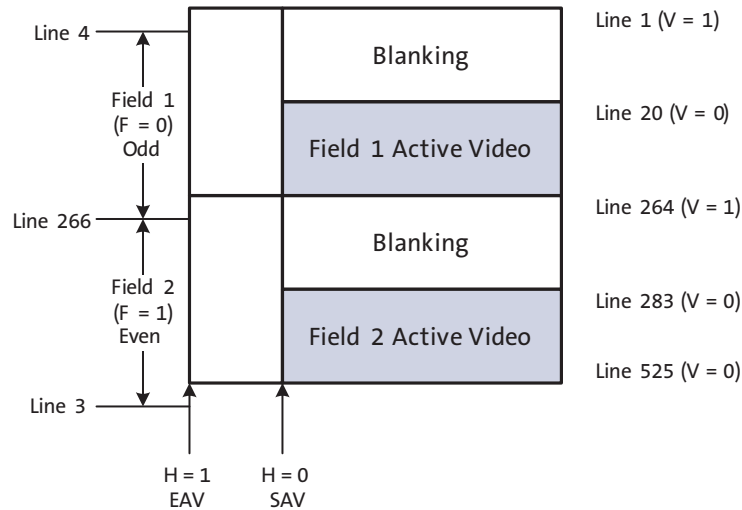 Line 4
Field 1
(F = 0)
Odd
Line 266
Field 2
(F = 1)
Even
Line 3
Blanking
Field 1 Active Video
Blanking
Field 2 Active Video
Line 1 (V = 1)
Line 20 (V = 0)
Line 264 (V = 1)
Line 283 (V = 0)
Line 525 (V = 0)
H = 1
EAV
H = 0
SAV